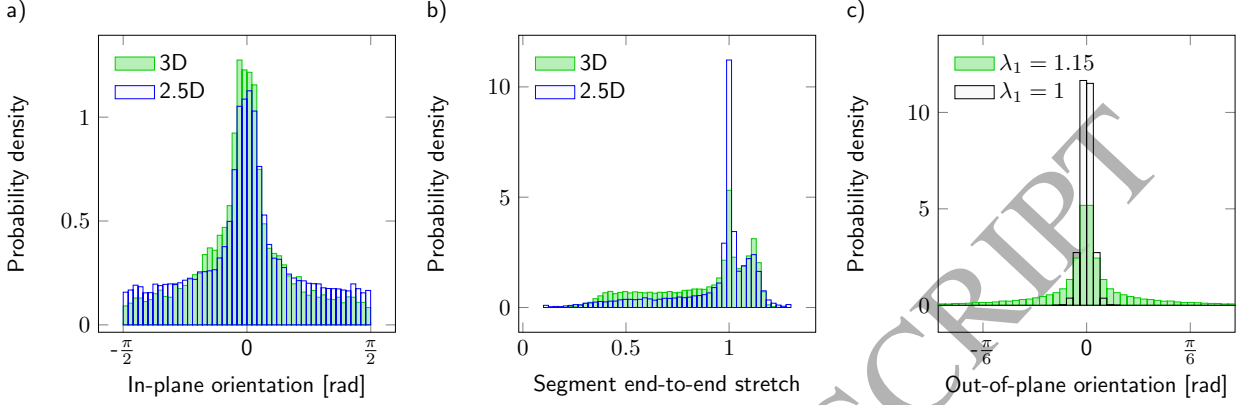 a)
Probability density
1
0.5
0
-π/2
0
π/2
In-plane orientation [rad]
3D
2.5D
b)
Probability density
10
5
0
0
0.5
1
Segment end-to-end stretch
3D
2.5D
c)
Probability density
10
5
0
-π/6
0
π/6
Out-of-plane orientation [rad]
λ₁ = 1.15
λ₁ = 1
SCRIPT